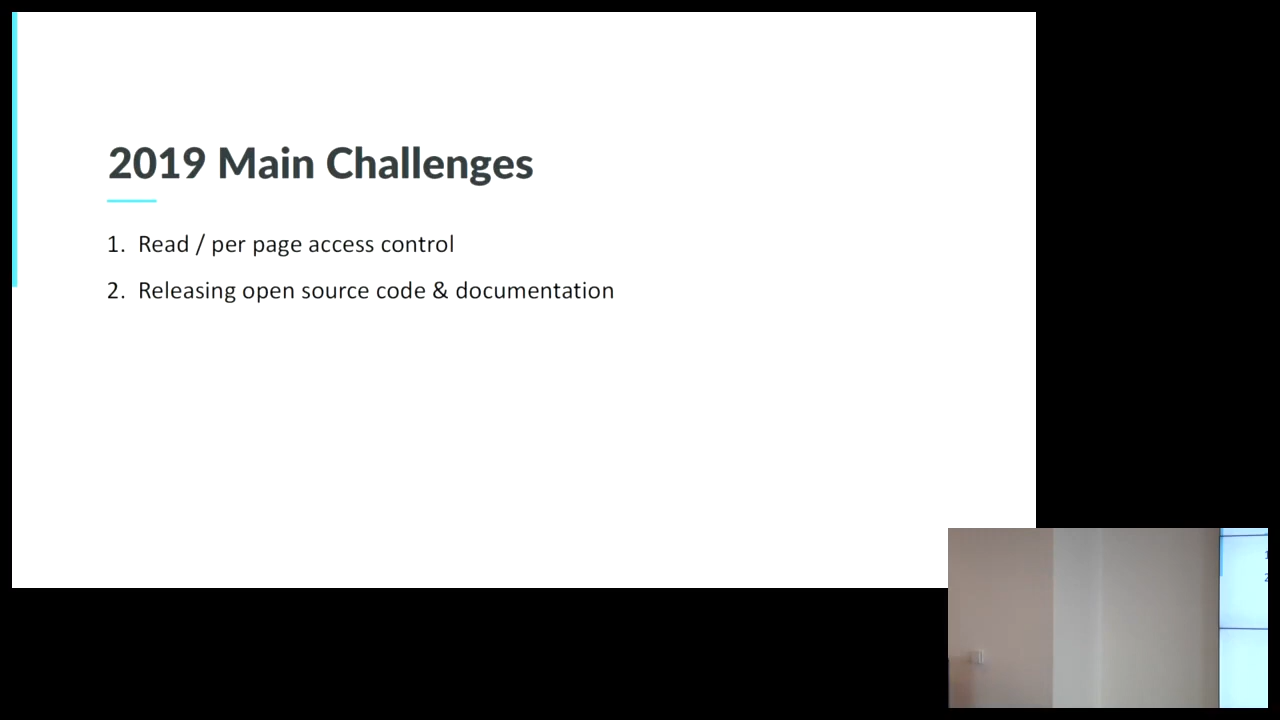 2019 Main Challenges
1. Read / per page access control
2. Releasing open source code & documentation